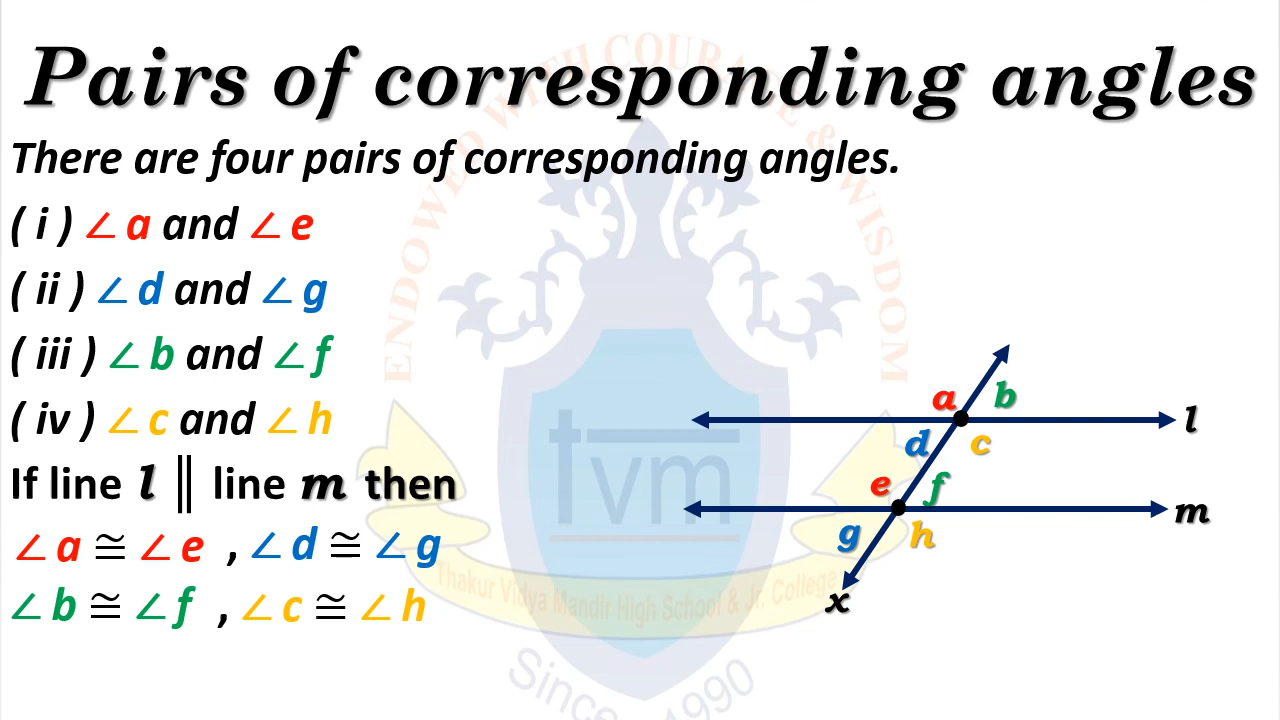 Pairs of corresponding angles
There are four pairs of corresponding angles.
( i ) ∠a and ∠e
( ii ) ∠d and ∠g
( iii ) ∠b and ∠f
( iv ) ∠c and ∠h
If line l ∥ line m then
∠a ≅ ∠e , ∠d ≅ ∠g
∠b ≅ ∠f , ∠c ≅ ∠h
a b
l
d c
e f
m
g h
x
ENDOWED WITH COURAGE & WISDOM
tvm
Thakur Vidya Mandir High School & Jr. College
Since 1990